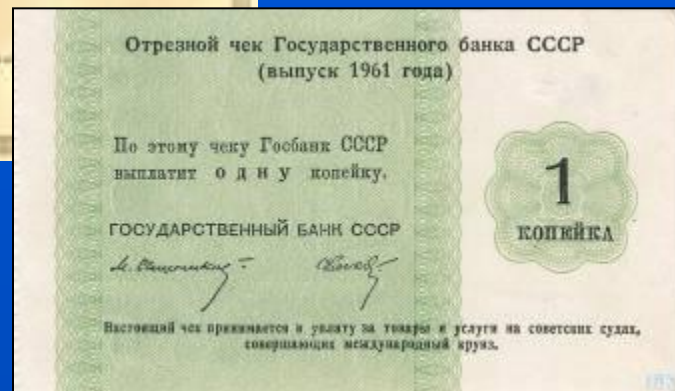 Отрезной чек Государственного банка СССР
(выпуск 1961 года)
По этому чеку Госбанк СССР
выплатит одну копейку.
ГОСУДАРСТВЕННЫЙ БАНК СССР
1
КОПЕЙКА
Настоящий чек принимается в уплату за товары и услуги на советских судах,
совершающих международный круиз.